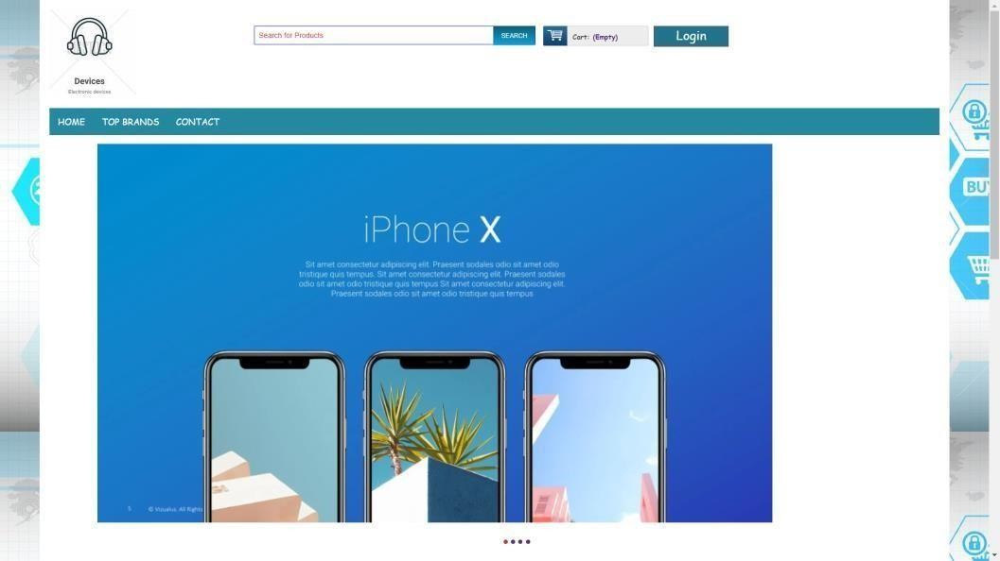 Devices
Electronic devices
Search for Products
SEARCH
Cart: (Empty)
Login
HOME
TOP BRANDS
CONTACT
iPhone X
Sit amet consectetur adipiscing elit. Praesent sodales odio sit amet odio
tristique quis tempus. Sit amet consectetur adipiscing elit. Praesent sodales
odio sit amet odio tristique quis tempus Sit amet consectetur adipiscing elit.
Praesent sodales odio sit amet odio tristique quis tempus
5
© Vizualus. All Rights
BUY